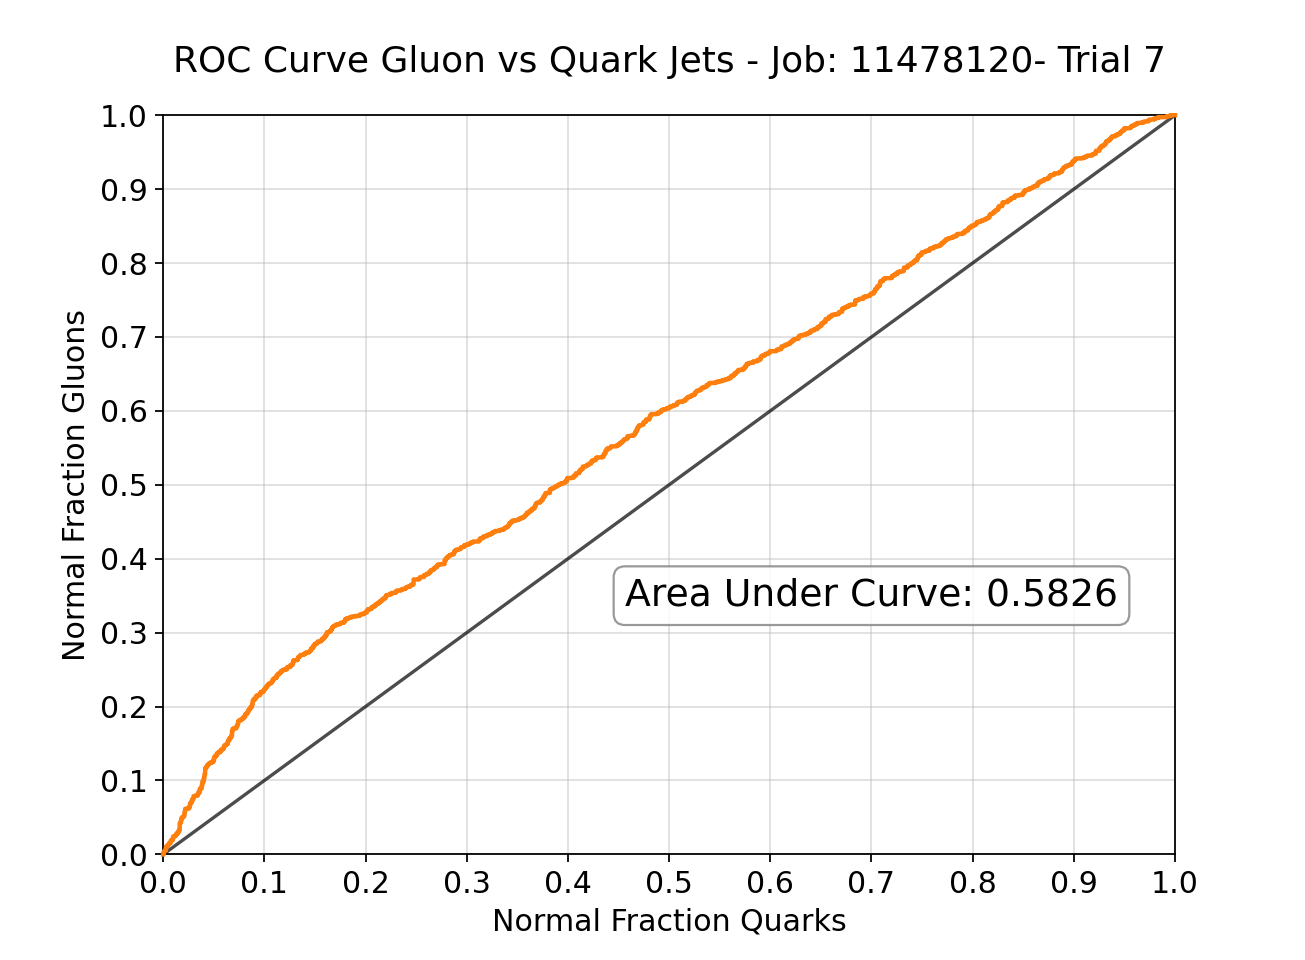 ROC Curve Gluon vs Quark Jets - Job: 11478120- Trial 7
1.0
0.9
0.8
0.7
0.6
0.5
0.4
0.3
0.2
0.1
0.0
Normal Fraction Gluons
Area Under Curve: 0.5826
0.0 0.1 0.2 0.3 0.4 0.5 0.6 0.7 0.8 0.9 1.0
Normal Fraction Quarks